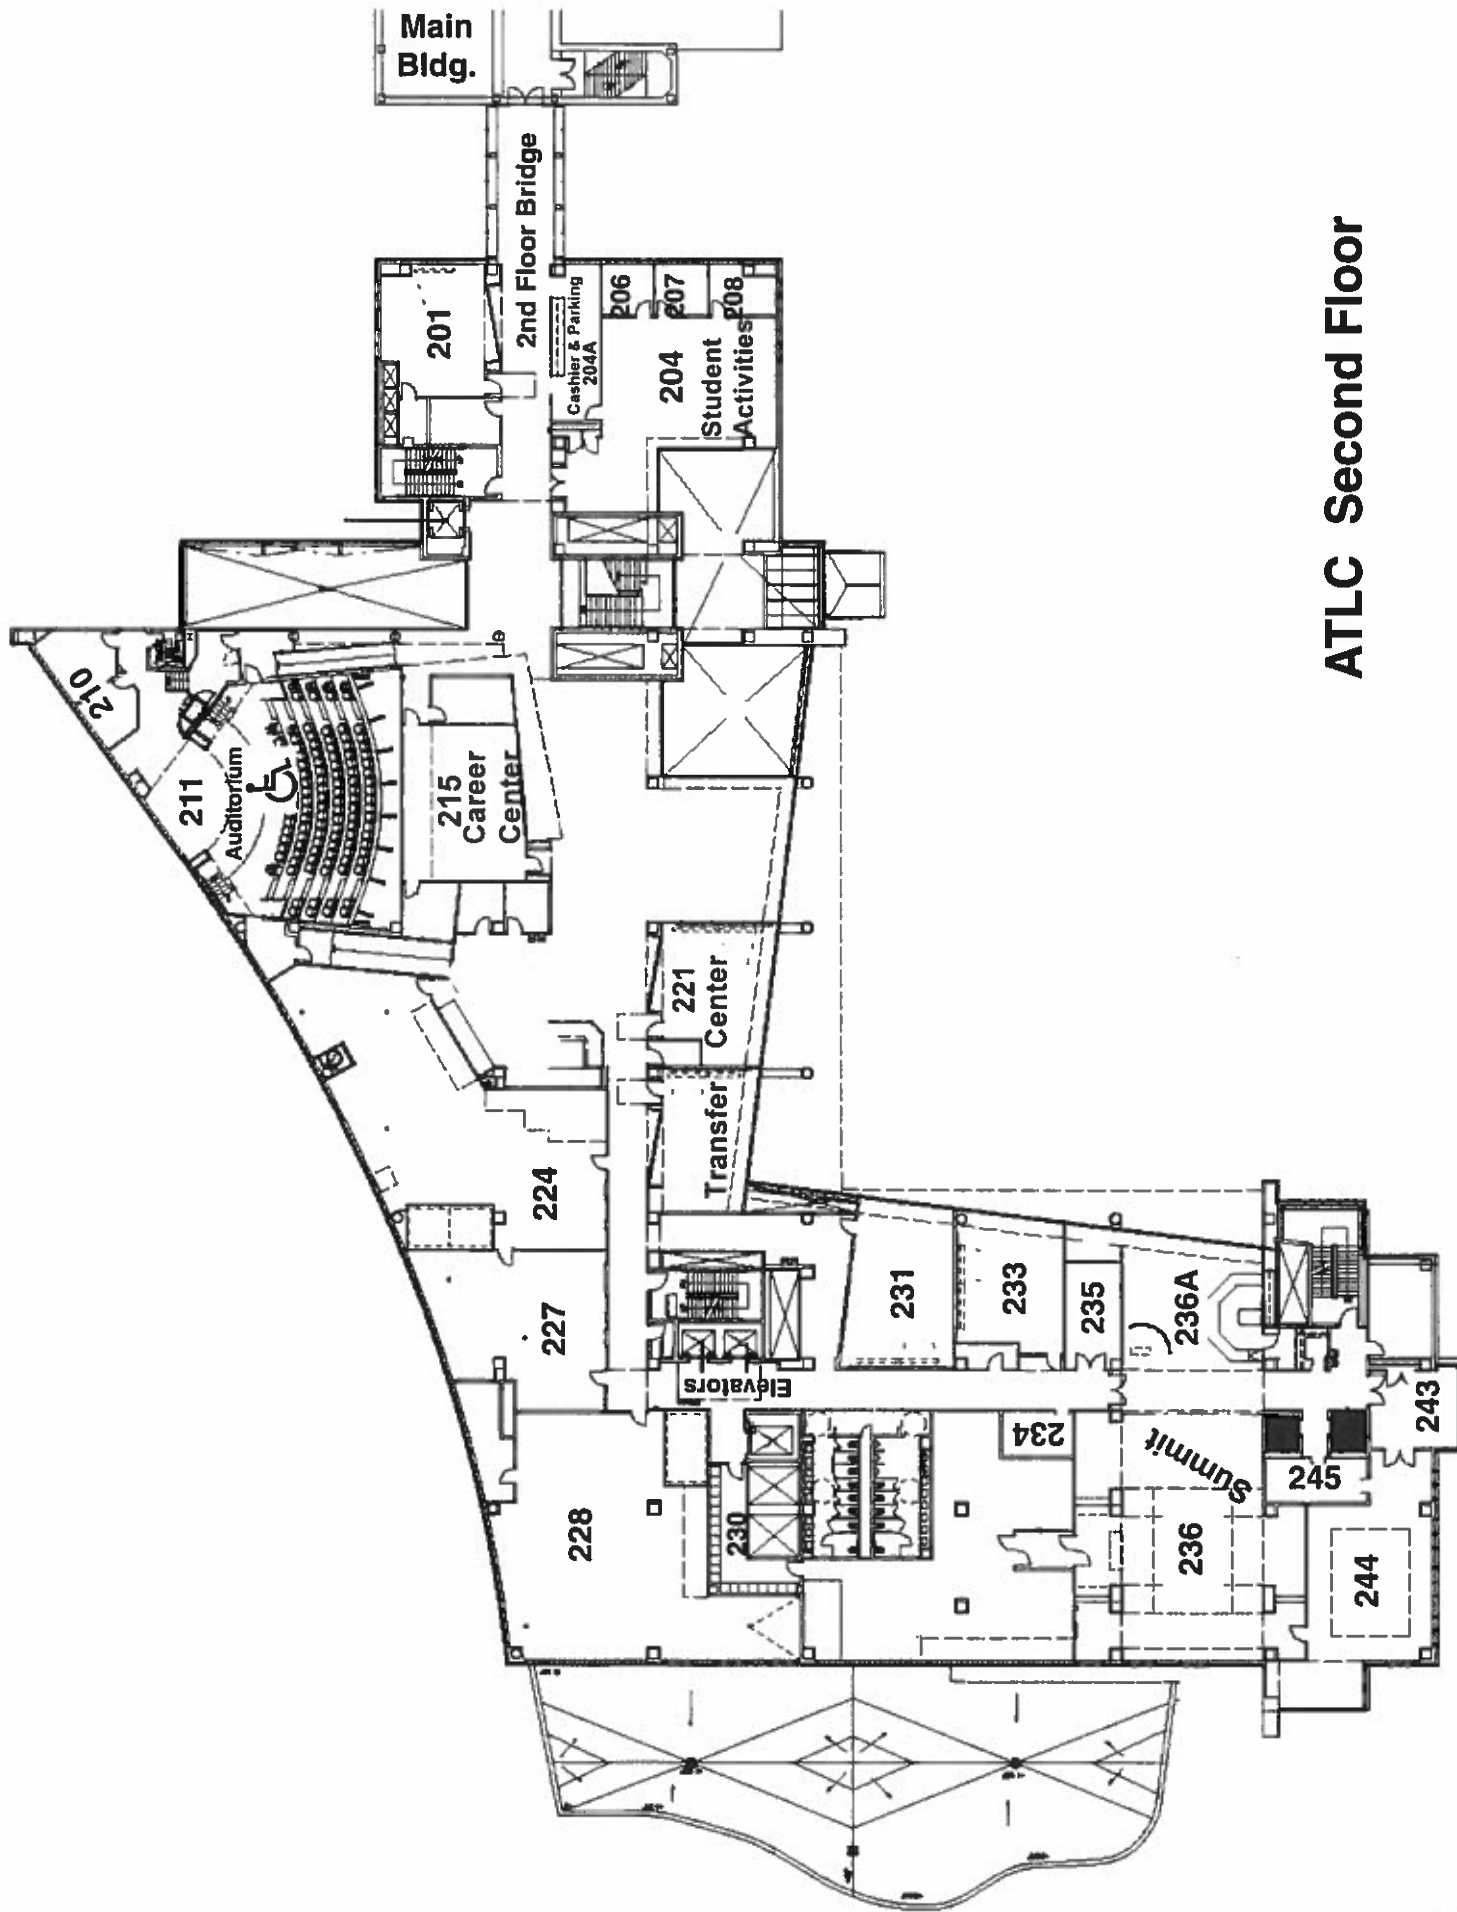 Main
Bldg.
2nd Floor Bridge
201
Cashier & Parking
204A
206
207
208
204
Student
Activities
210
211
Auditorium
215
Career
Center
221
Transfer Center
224
227
228
230
Elevators
231
233
234
235
236A
Summit
236
243
244
245
ATLC Second Floor